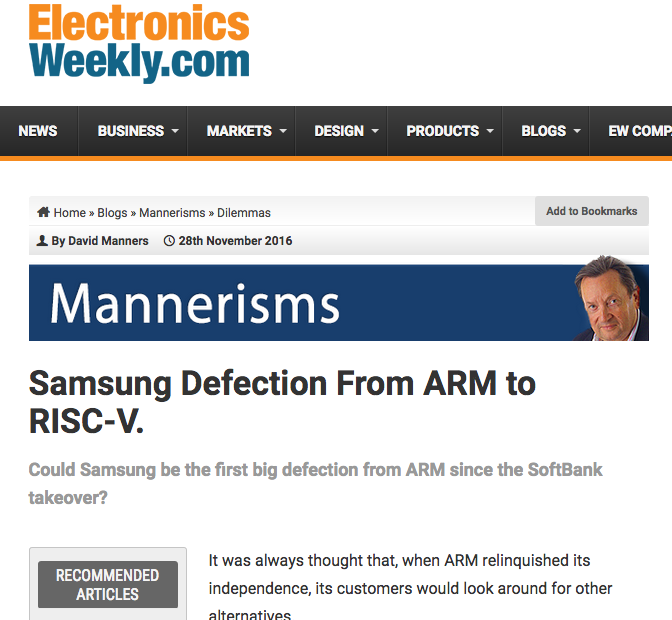 Electronics
Weekly.com
NEWS BUSINESS MARKETS DESIGN PRODUCTS BLOGS EW COMP
Home » Blogs » Mannerisms » Dilemmas
Add to Bookmarks
By David Manners 28th November 2016
Mannerisms
Samsung Defection From ARM to
RISC-V.
Could Samsung be the first big defection from ARM since the SoftBank
takeover?
RECOMMENDED
ARTICLES
It was always thought that, when ARM relinquished its
independence, its customers would look around for other
alternatives